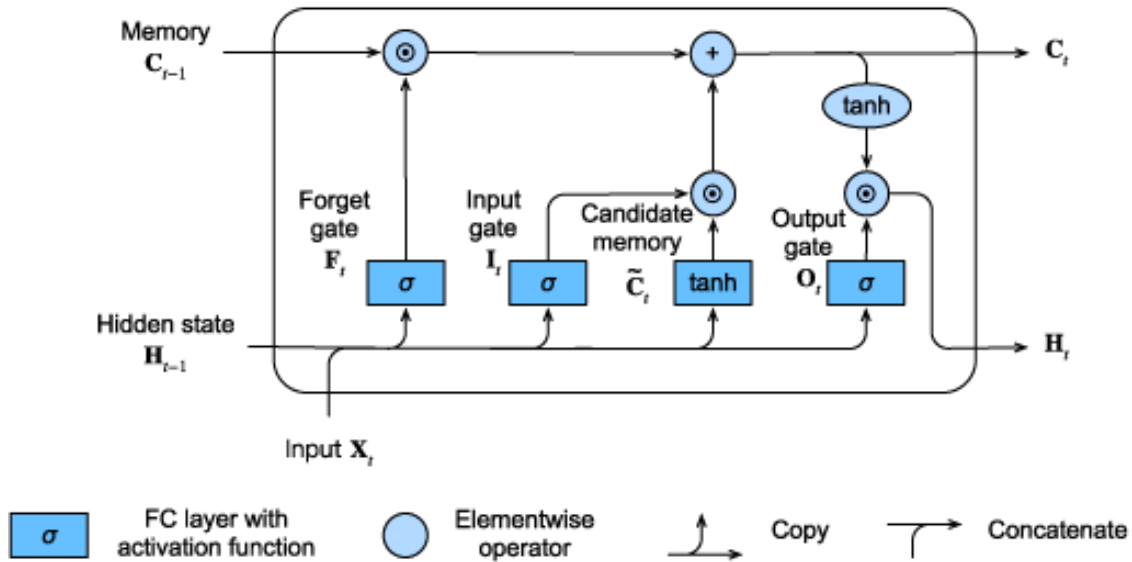 Memory
C_{t-1}
⊙
+
C_t
tanh
Forget
gate
F_t
Input
gate
I_t
⊙
Candidate
memory
C̃_t
Output
gate
O_t
⊙
σ
σ
tanh
σ
Hidden state
H_{t-1}
H_t
Input X_t
σ
FC layer with
activation function
Elementwise
operator
Copy
Concatenate